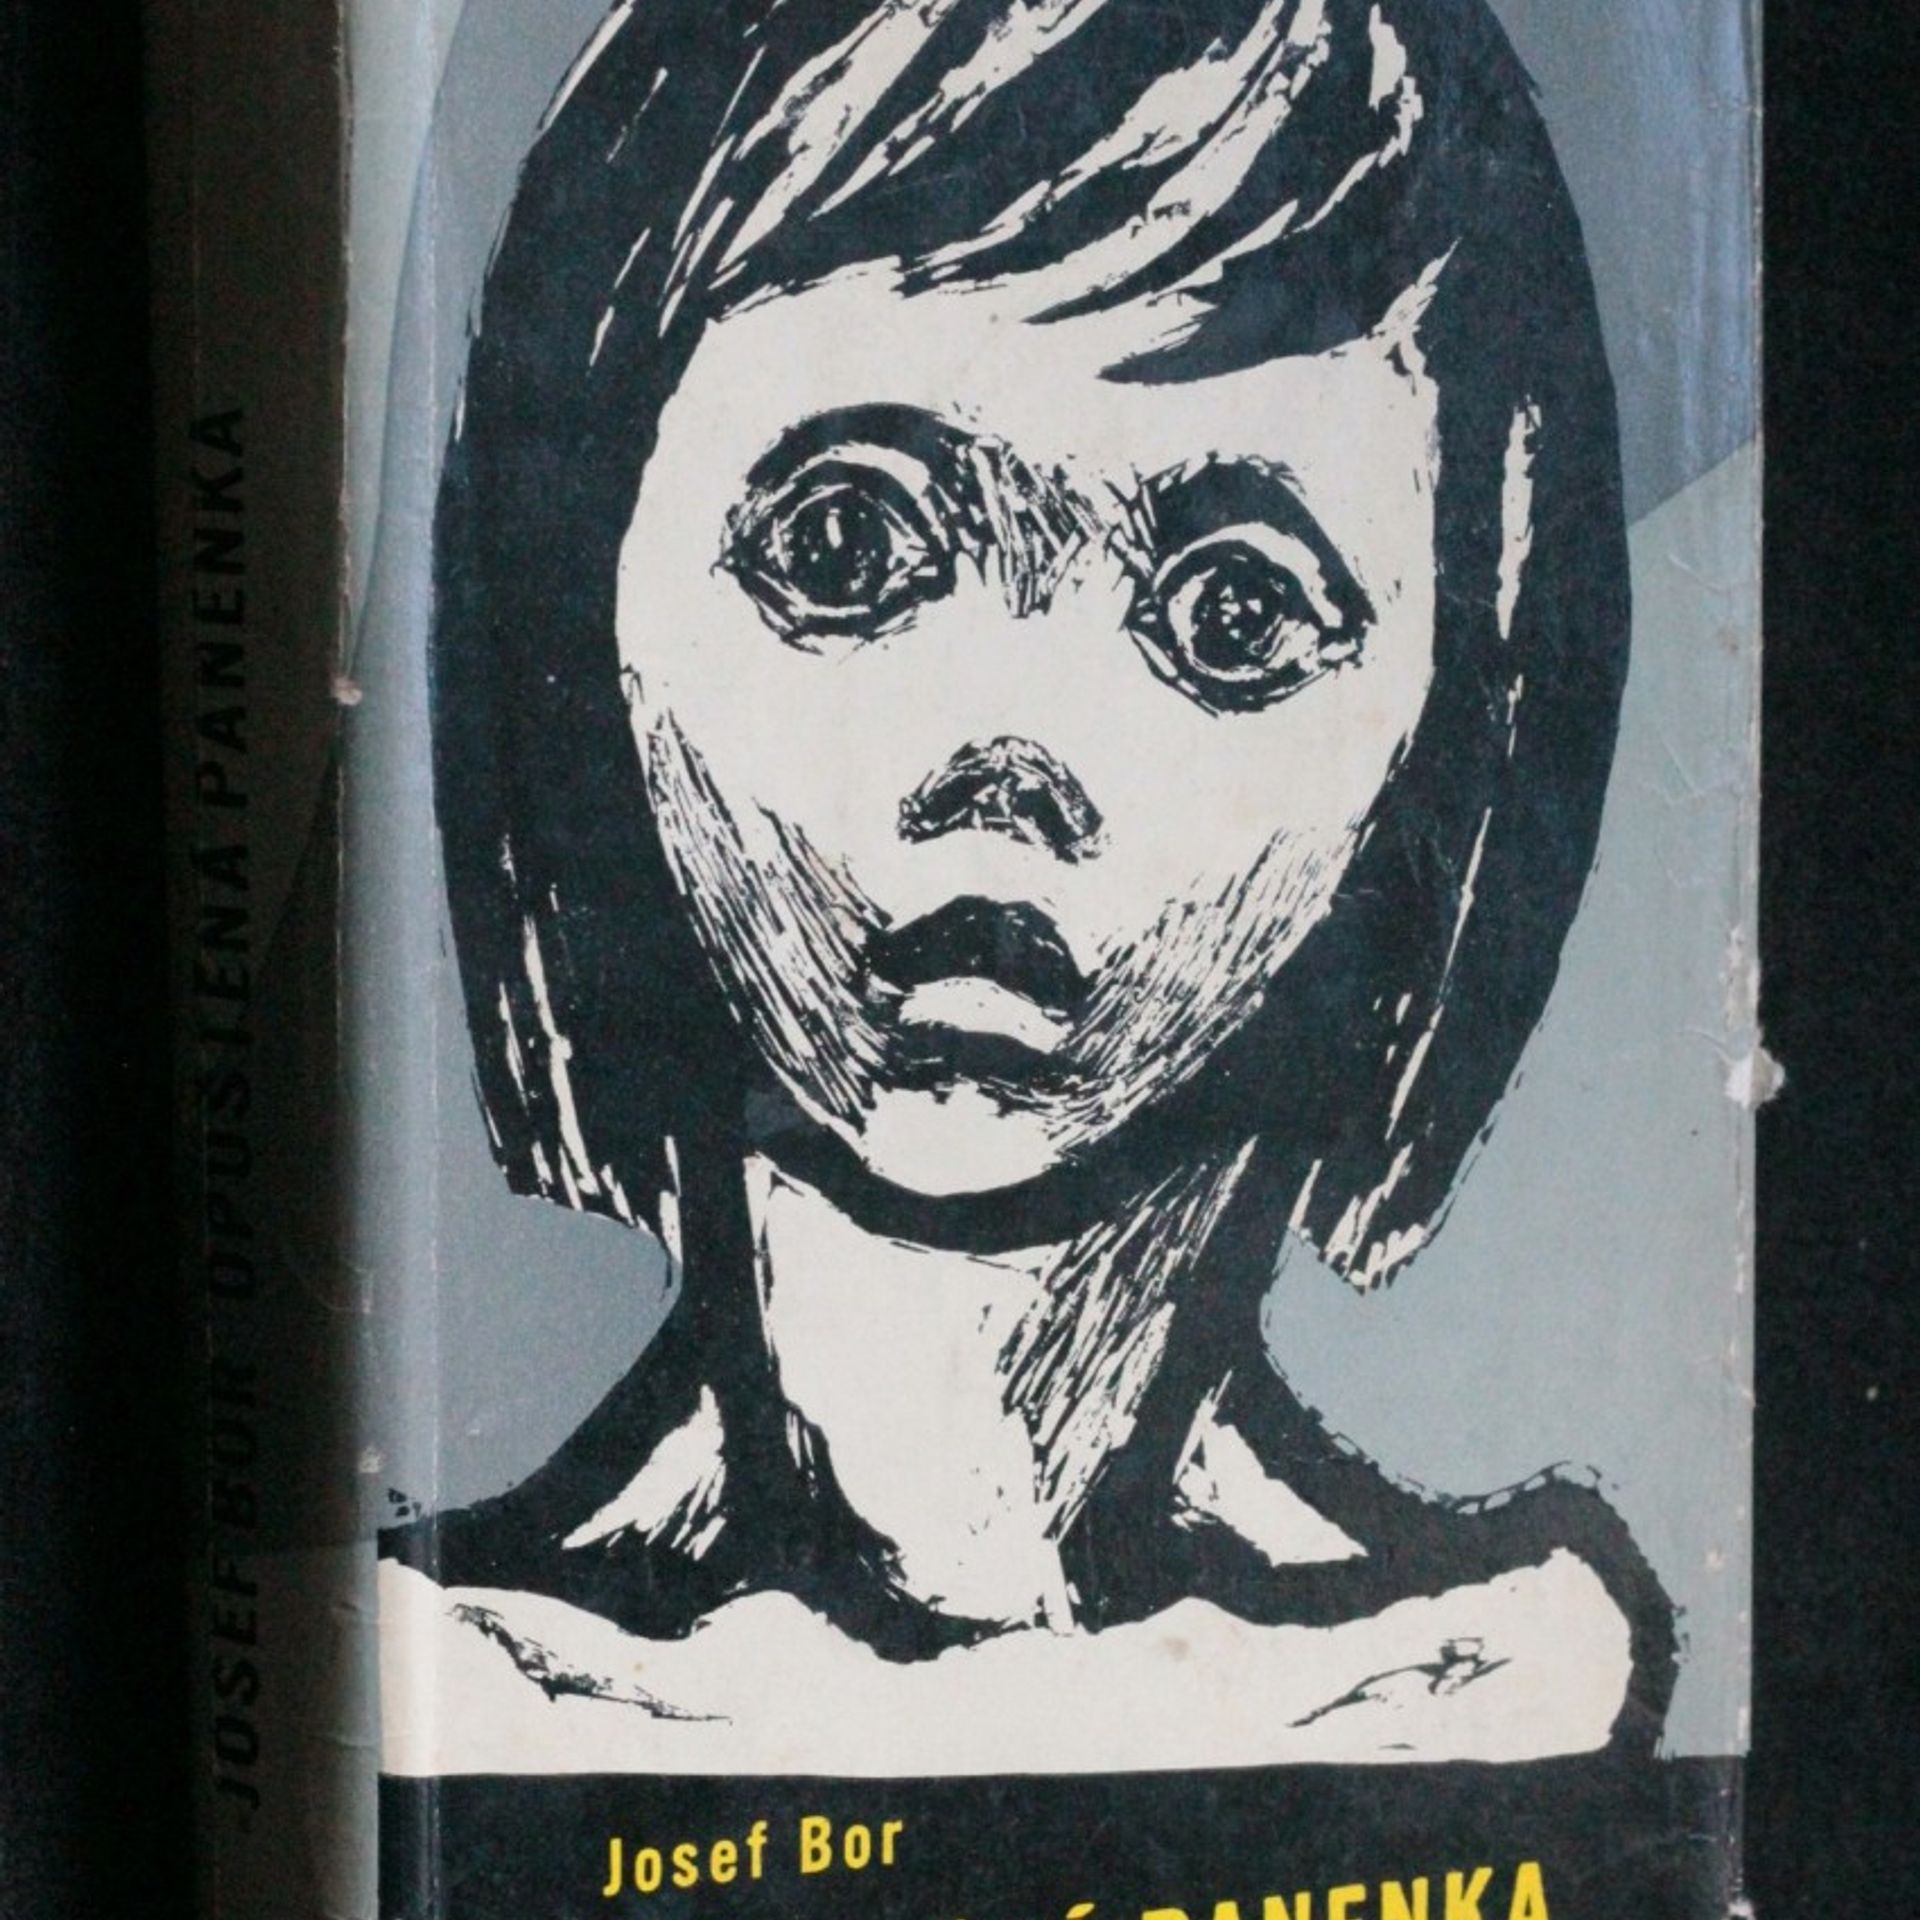 JOSEF BOR OPUŠTĚNÁ PANENKA
Josef Bor
PANENKA